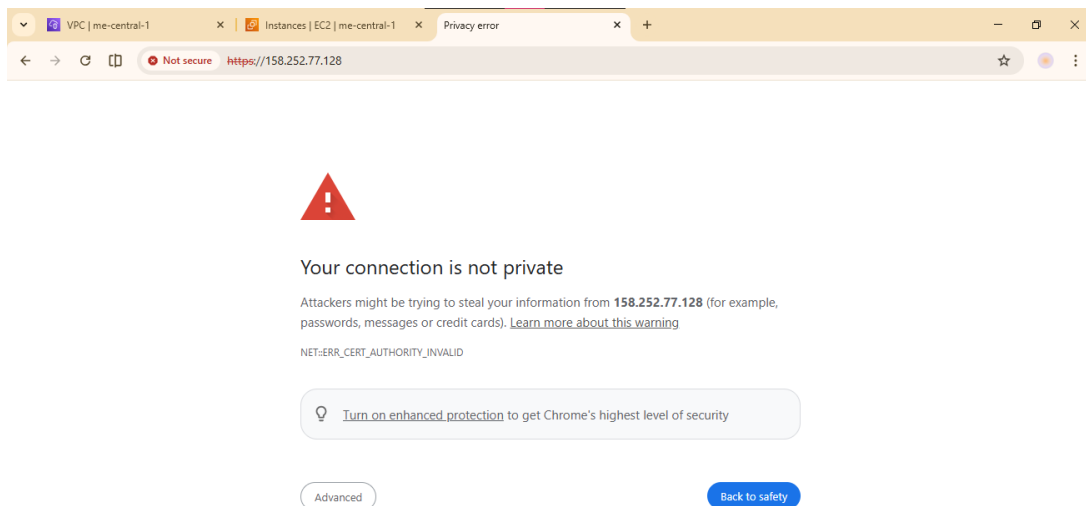 VPC | me-central-1
Instances | EC2 | me-central-1
Privacy error
Not secure https://158.252.77.128
Your connection is not private
Attackers might be trying to steal your information from 158.252.77.128 (for example,
passwords, messages or credit cards). Learn more about this warning
NET::ERR_CERT_AUTHORITY_INVALID
Turn on enhanced protection to get Chrome's highest level of security
Advanced
Back to safety